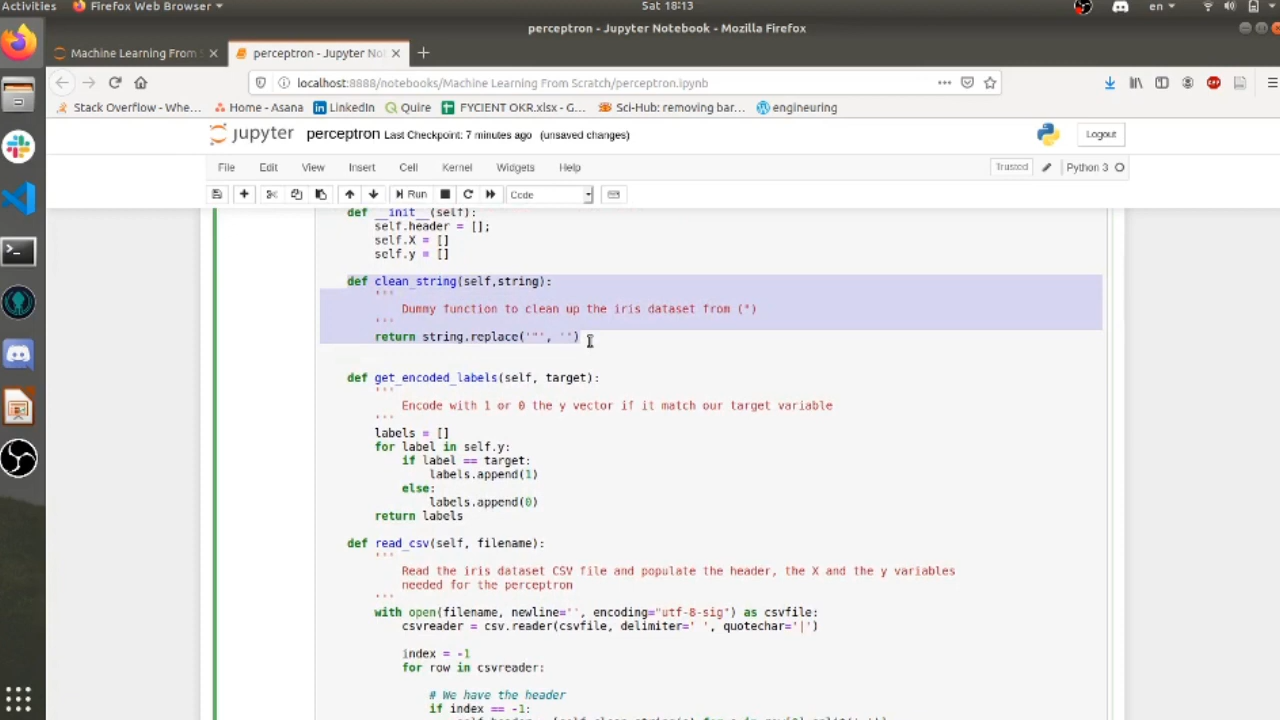 Activities Firefox Web Browser Sat 18:13 en
perceptron - Jupyter Notebook - Mozilla Firefox
Machine Learning From S perceptron - Jupyter No
localhost:8888/notebooks/Machine Learning From Scratch/perceptron.ipynb
Stack Overflow - Whe... Home - Asana LinkedIn Quire FYCIENT OKR.xlsx - G... Sci-Hub: removing bar... engineering
jupyter perceptron Last Checkpoint: 7 minutes ago (unsaved changes) Logout
File Edit View Insert Cell Kernel Widgets Help Trusted Python 3
Run Code
def __init__(self):
self.header = [];
self.X = []
self.y = []
def clean_string(self,string):
'''
Dummy function to clean up the iris dataset from (")
'''
return string.replace('"', '')
def get_encoded_labels(self, target):
'''
Encode with 1 or 0 the y vector if it match our target variable
'''
labels = []
for label in self.y:
if label == target:
labels.append(1)
else:
labels.append(0)
return labels
def read_csv(self, filename):
'''
Read the iris dataset CSV file and populate the header, the X and the y variables
needed for the perceptron
'''
with open(filename, newline='', encoding="utf-8-sig") as csvfile:
csvreader = csv.reader(csvfile, delimiter=' ', quotechar='|')
index = -1
for row in csvreader:
# We have the header
if index == -1: